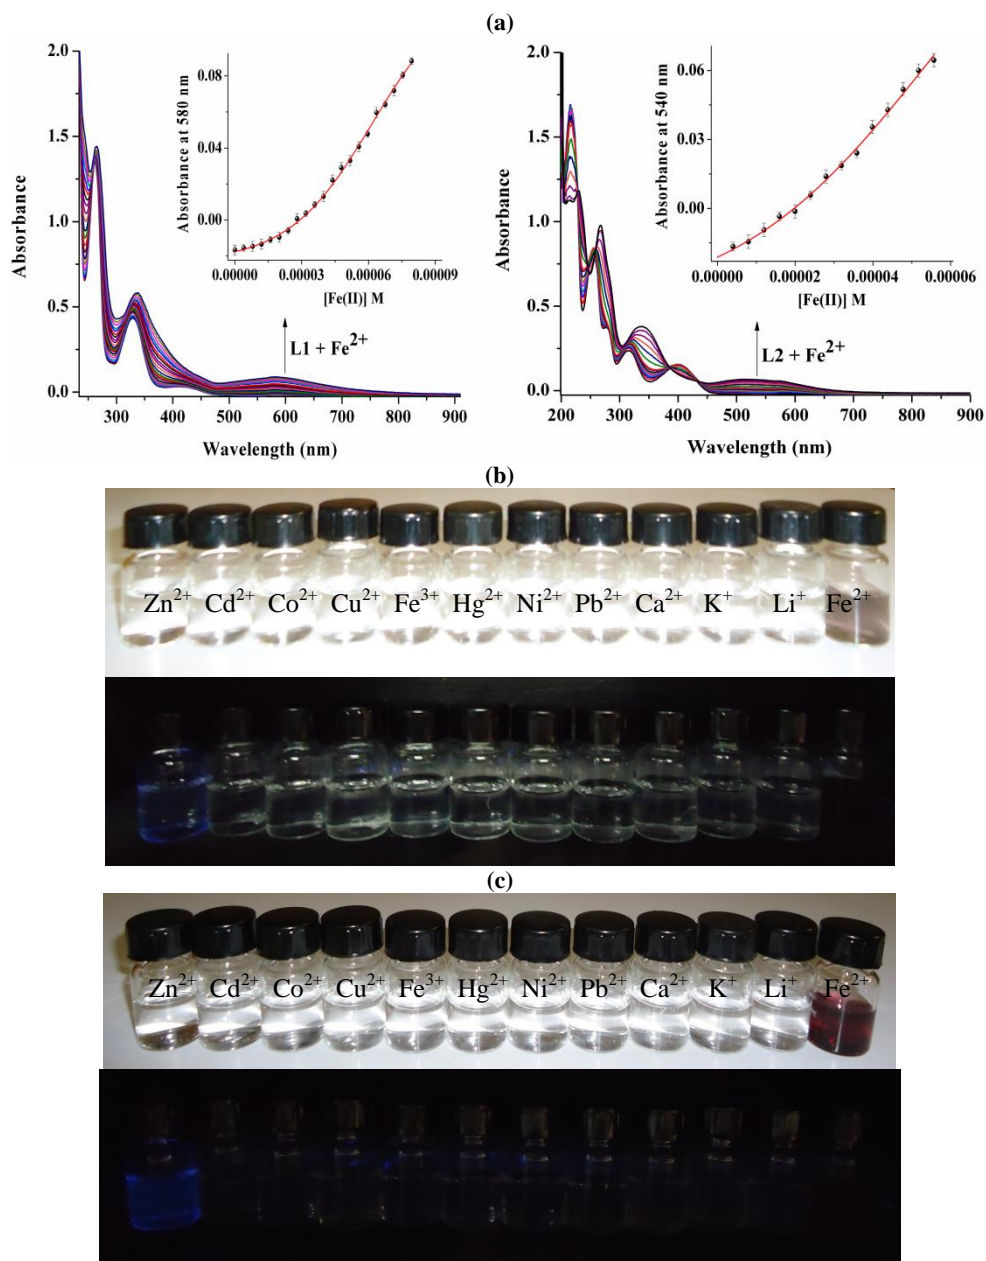 (a)
2.0
1.5
1.0
0.5
0.0
Absorbance
300 400 500 600 700 800 900
Wavelength (nm)
0.08
0.04
0.00
Absorbance at 580 nm
0.00000 0.00003 0.00006 0.00009
[Fe(II)] M
L1 + Fe2+
2.0
1.5
1.0
0.5
0.0
Absorbance
200 300 400 500 600 700 800 900
Wavelength (nm)
0.06
0.03
0.00
Absorbance at 540 nm
0.00000 0.00002 0.00004 0.00006
[Fe(II)] M
L2 + Fe2+
(b)
Zn2+ Cd2+ Co2+ Cu2+ Fe3+ Hg2+ Ni2+ Pb2+ Ca2+ K+ Li+ Fe2+
(c)
Zn2+ Cd2+ Co2+ Cu2+ Fe3+ Hg2+ Ni2+ Pb2+ Ca2+ K+ Li+ Fe2+